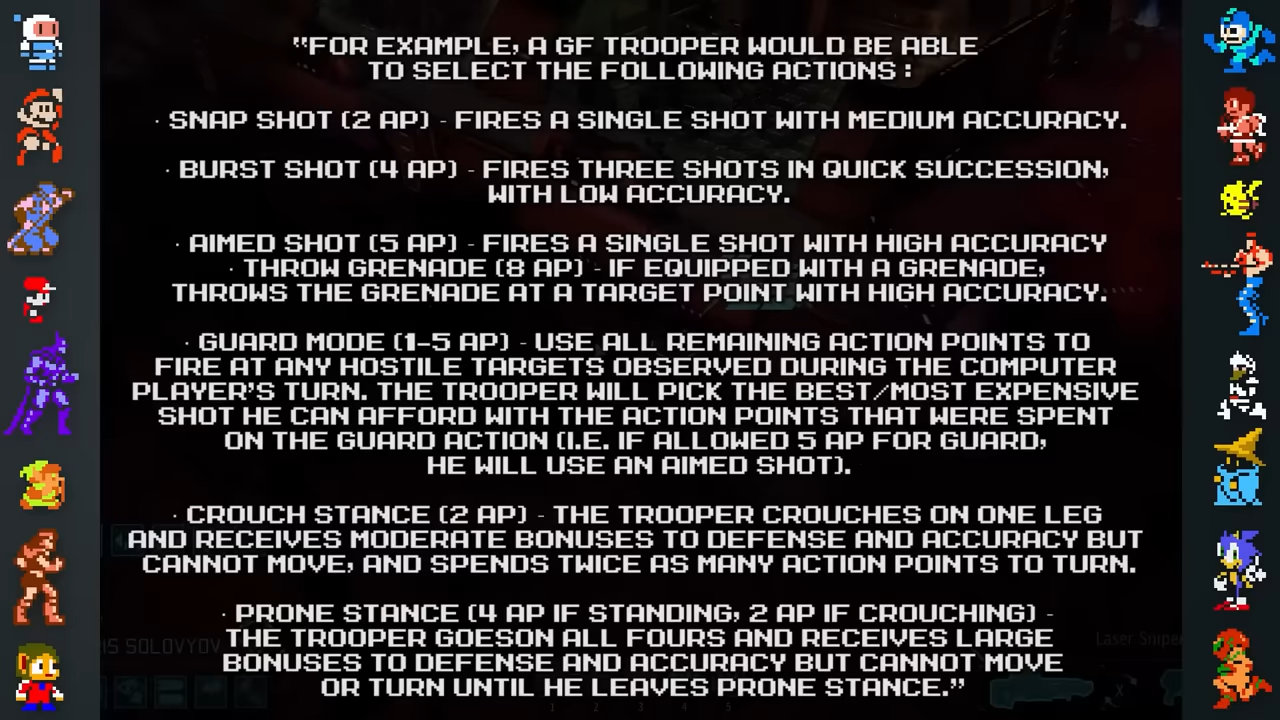 "FOR EXAMPLE, A GF TROOPER WOULD BE ABLE
TO SELECT THE FOLLOWING ACTIONS :
· SNAP SHOT (2 AP) - FIRES A SINGLE SHOT WITH MEDIUM ACCURACY.
· BURST SHOT (4 AP) - FIRES THREE SHOTS IN QUICK SUCCESSION,
WITH LOW ACCURACY.
· AIMED SHOT (5 AP) - FIRES A SINGLE SHOT WITH HIGH ACCURACY
· THROW GRENADE (8 AP) - IF EQUIPPED WITH A GRENADE,
THROWS THE GRENADE AT A TARGET POINT WITH HIGH ACCURACY.
· GUARD MODE (1-5 AP) - USE ALL REMAINING ACTION POINTS TO
FIRE AT ANY HOSTILE TARGETS OBSERVED DURING THE COMPUTER
PLAYER'S TURN. THE TROOPER WILL PICK THE BEST/MOST EXPENSIVE
SHOT HE CAN AFFORD WITH THE ACTION POINTS THAT WERE SPENT
ON THE GUARD ACTION (I.E. IF ALLOWED 5 AP FOR GUARD,
HE WILL USE AN AIMED SHOT).
· CROUCH STANCE (2 AP) - THE TROOPER CROUCHES ON ONE LEG
AND RECEIVES MODERATE BONUSES TO DEFENSE AND ACCURACY BUT
CANNOT MOVE, AND SPENDS TWICE AS MANY ACTION POINTS TO TURN.
· PRONE STANCE (4 AP IF STANDING, 2 AP IF CROUCHING) -
THE TROOPER GOESON ALL FOURS AND RECEIVES LARGE
BONUSES TO DEFENSE AND ACCURACY BUT CANNOT MOVE
OR TURN UNTIL HE LEAVES PRONE STANCE."
SOLOVYOV
Laser Sniper
1 2 3 4 5
X